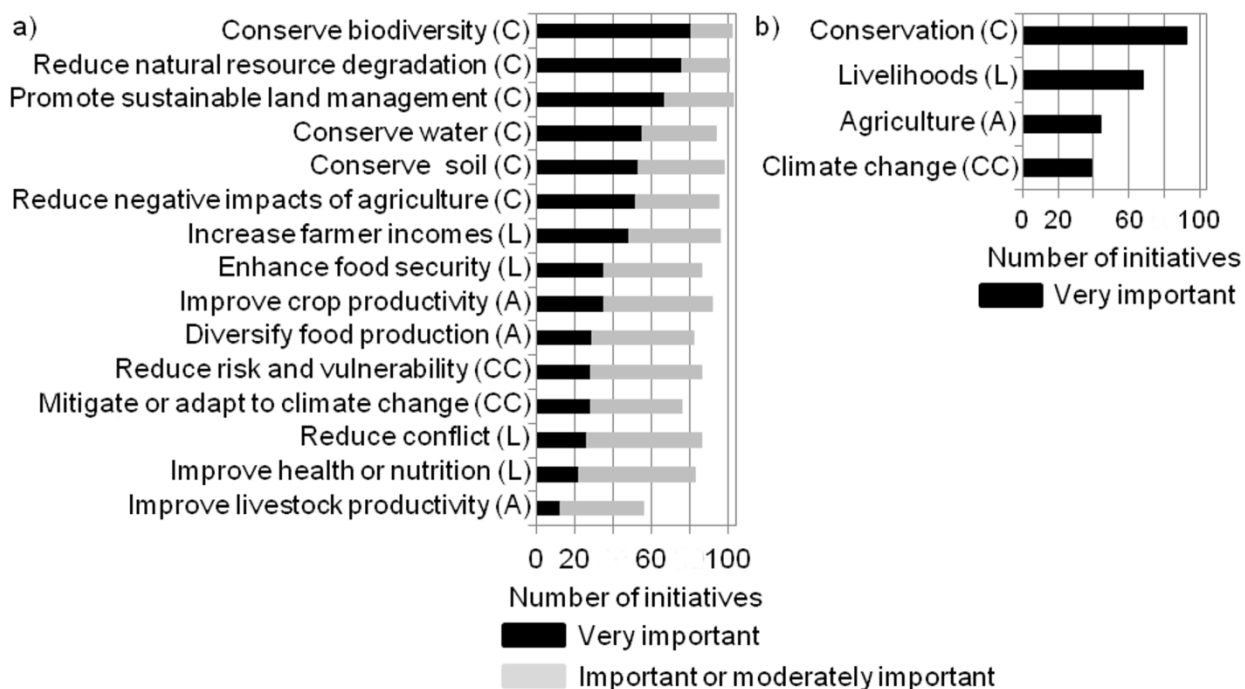 a)
Conserve biodiversity (C)
Reduce natural resource degradation (C)
Promote sustainable land management (C)
Conserve water (C)
Conserve soil (C)
Reduce negative impacts of agriculture (C)
Increase farmer incomes (L)
Enhance food security (L)
Improve crop productivity (A)
Diversify food production (A)
Reduce risk and vulnerability (CC)
Mitigate or adapt to climate change (CC)
Reduce conflict (L)
Improve health or nutrition (L)
Improve livestock productivity (A)
0 20 60 100
Number of initiatives
Very important
Important or moderately important
b)
Conservation (C)
Livelihoods (L)
Agriculture (A)
Climate change (CC)
0 20 60 100
Number of initiatives
Very important